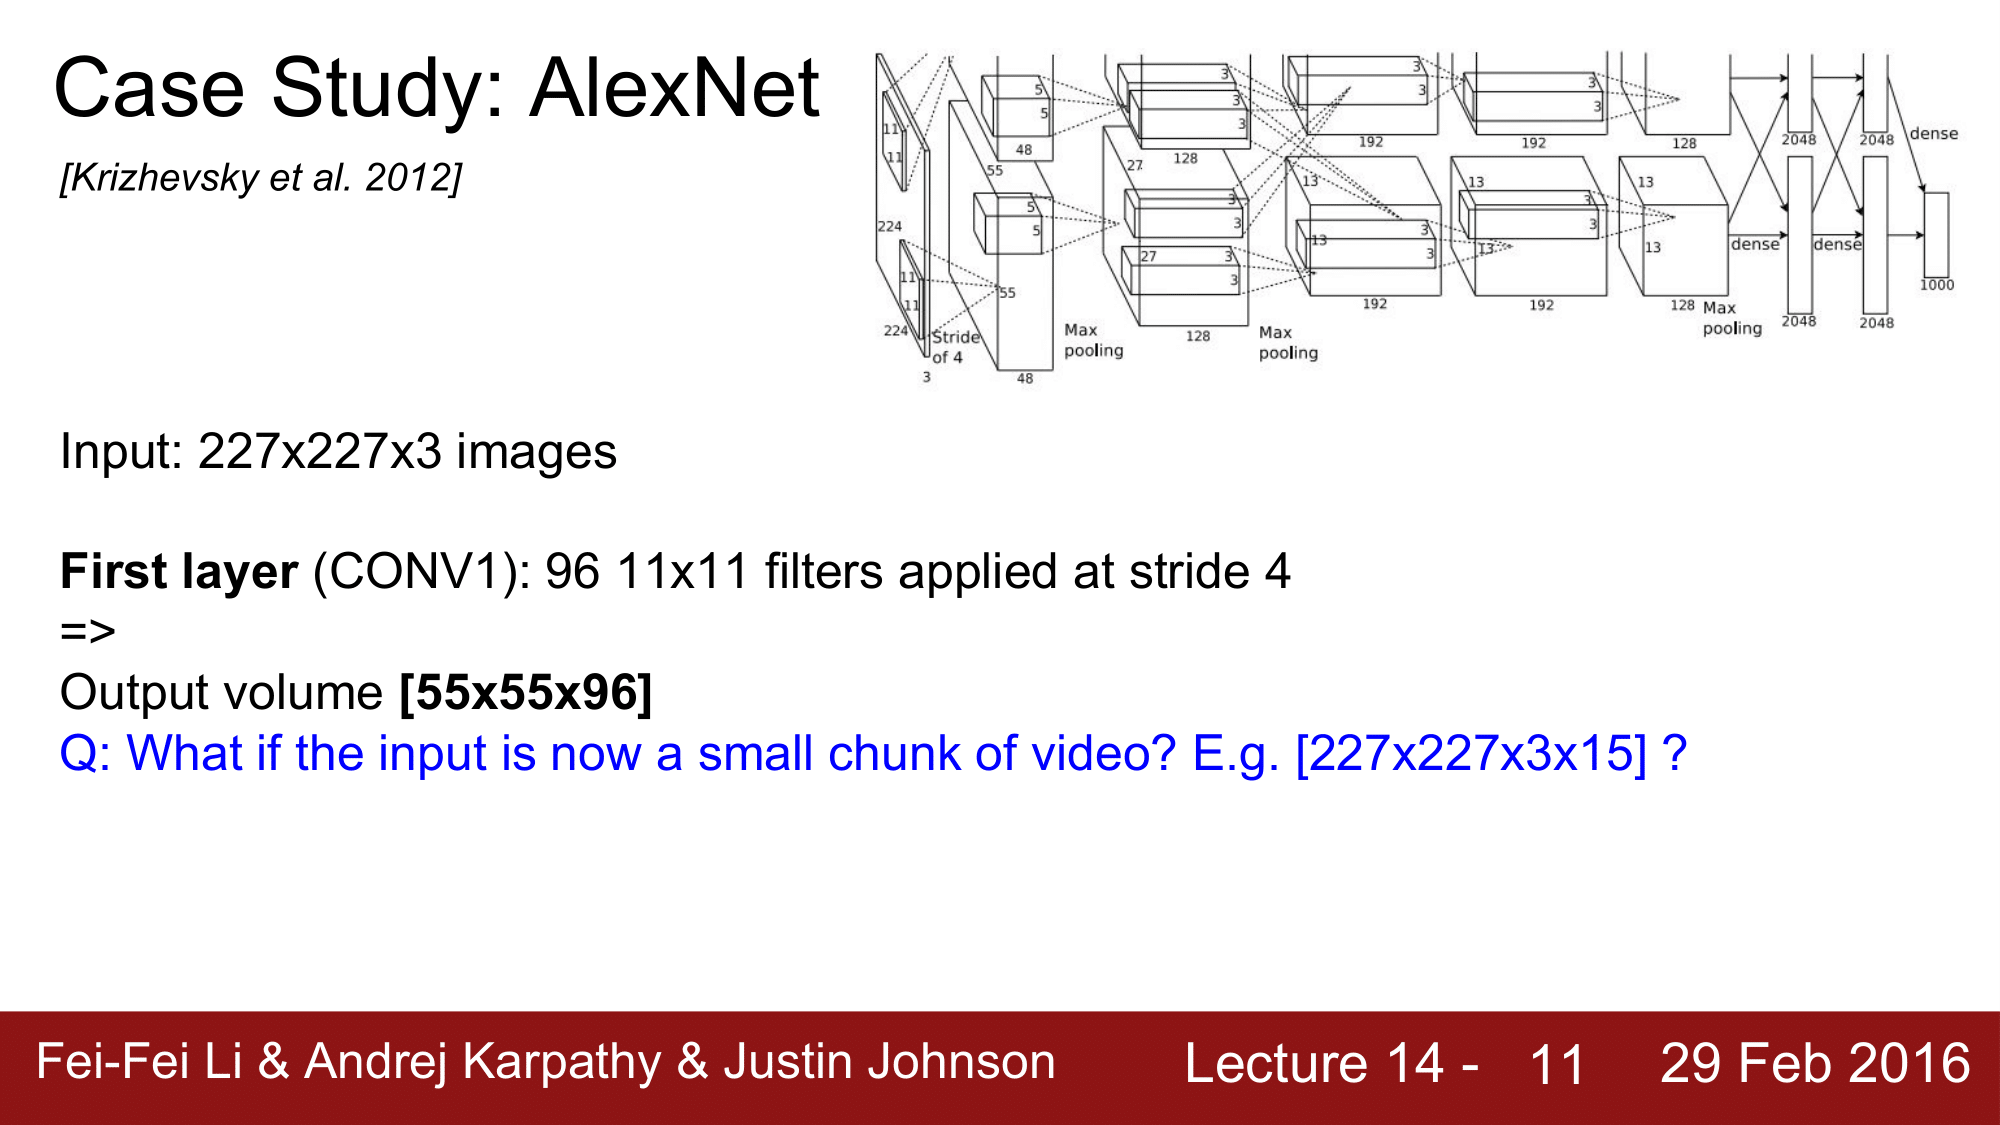 Case Study: AlexNet
[Krizhevsky et al. 2012]
11
11
224
11
11
224
3
Stride
of 4
5
5
48
55
5
5
55
48
Max
pooling
3
3
3
128
27
3
3
27
3
3
128
Max
pooling
3
3
192
13
13
3
3
192
3
3
192
13
3
3
13
192
128
13
13
128
Max
pooling
2048
2048
dense
dense
dense
2048
2048
1000
Input: 227x227x3 images
First layer (CONV1): 96 11x11 filters applied at stride 4
=>
Output volume [55x55x96]
Q: What if the input is now a small chunk of video? E.g. [227x227x3x15] ?
Fei-Fei Li & Andrej Karpathy & Justin Johnson Lecture 14 - 11 29 Feb 2016